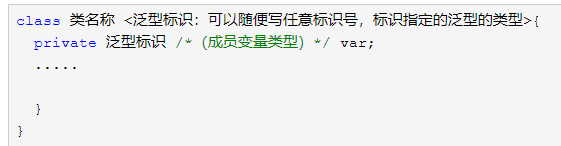 class 类名称 <泛型标识：可以随便写任意标识号，标识指定的泛型的类型>{
private 泛型标识 /*（成员变量类型）*/ var;
.....
}
}